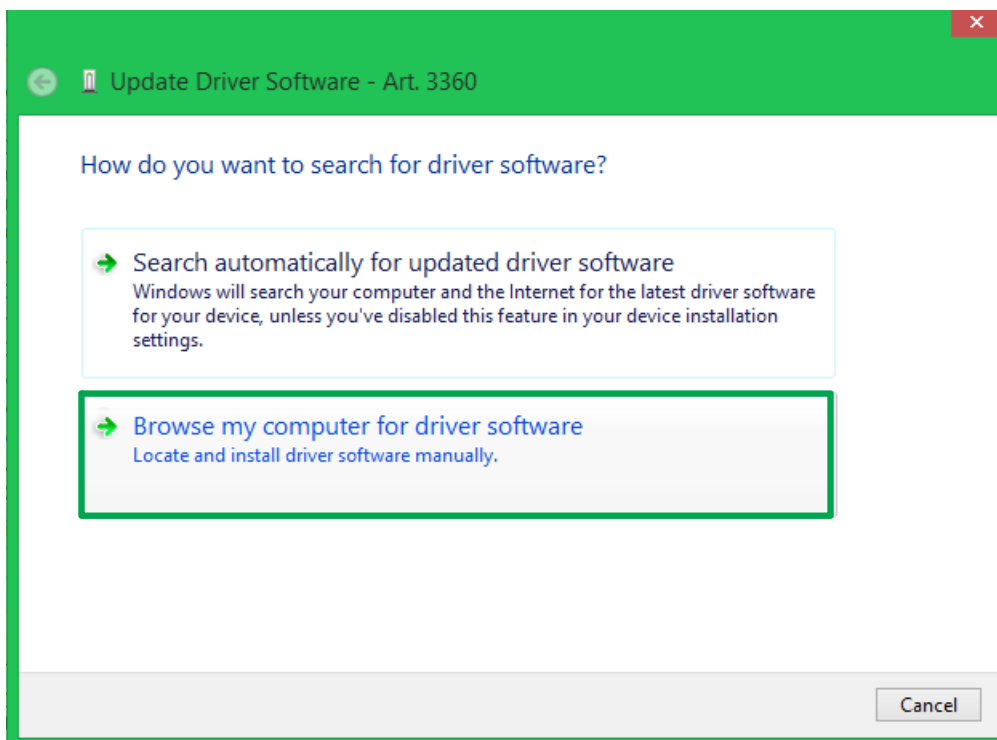 Update Driver Software - Art. 3360
How do you want to search for driver software?
Search automatically for updated driver software
Windows will search your computer and the Internet for the latest driver software
for your device, unless you've disabled this feature in your device installation
settings.
Browse my computer for driver software
Locate and install driver software manually.
Cancel